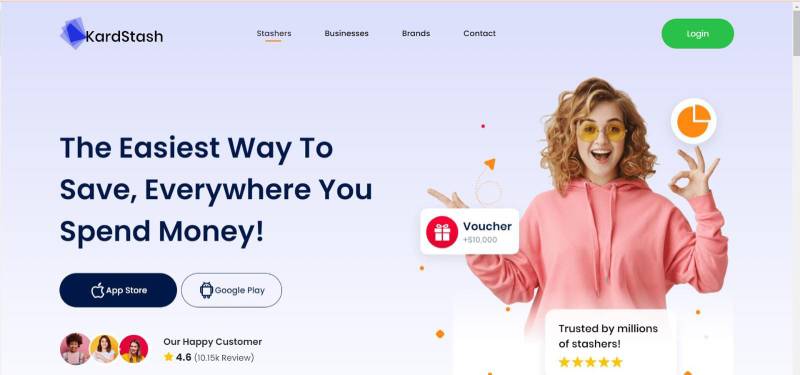 KardStash
Stashers
Businesses
Brands
Contact
Login
The Easiest Way To
Save, Everywhere You
Spend Money!
App Store
Google Play
Our Happy Customer
4.6 (10.15k Review)
Voucher
+$10,000
Trusted by millions
of stashers!